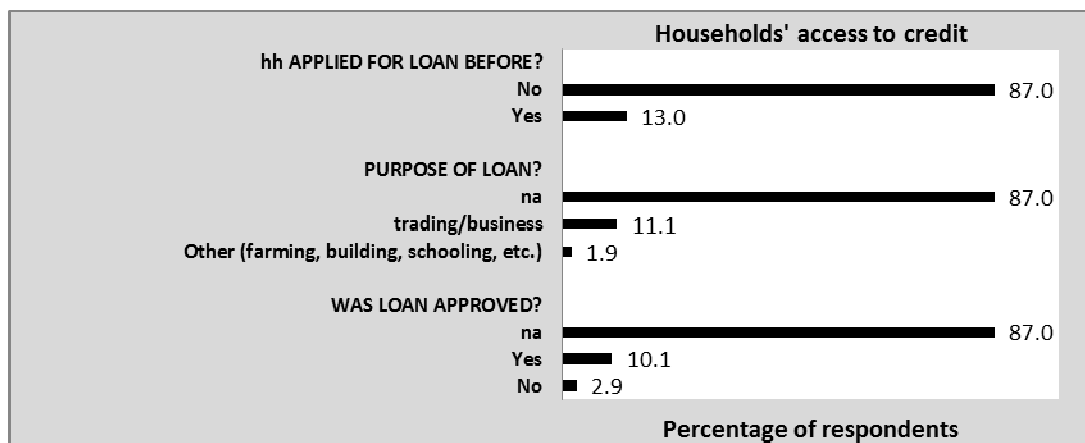 Households' access to credit
hh APPLIED FOR LOAN BEFORE?
No 87.0
Yes 13.0
PURPOSE OF LOAN?
na 87.0
trading/business 11.1
Other (farming, building, schooling, etc.) 1.9
WAS LOAN APPROVED?
na 87.0
Yes 10.1
No 2.9
Percentage of respondents